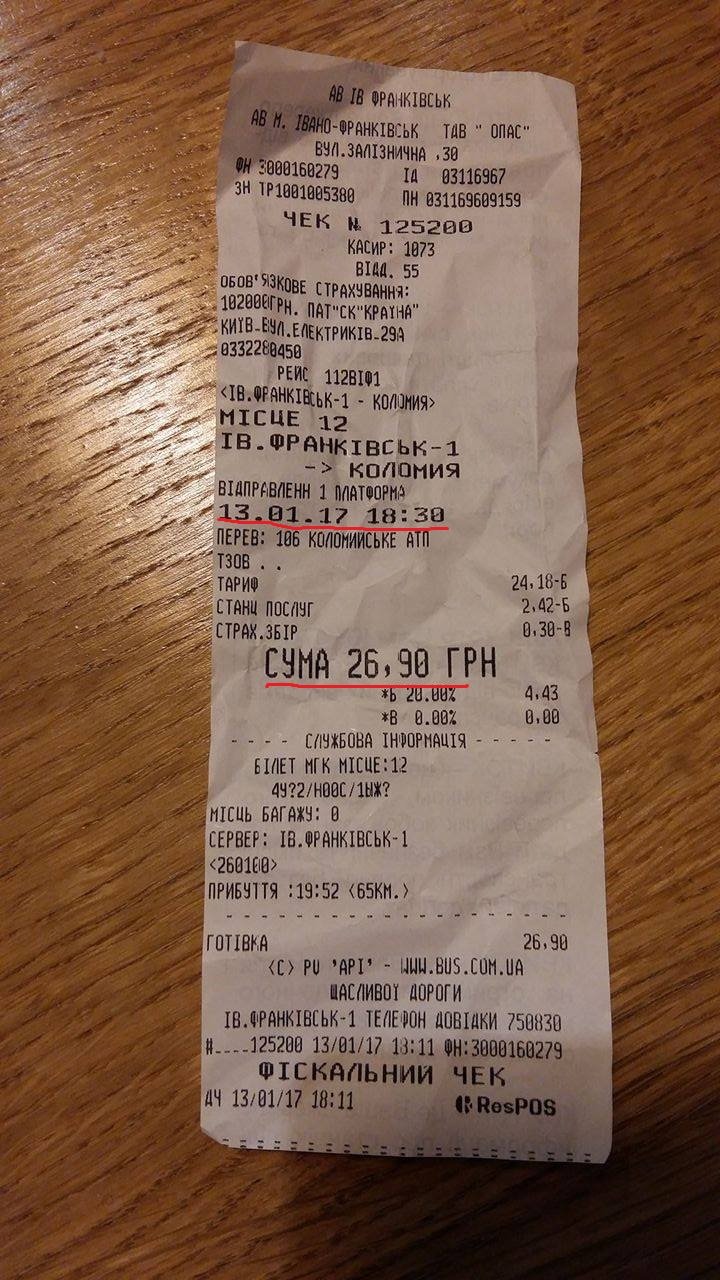 АВ ІВ ФРАНКІВСЬК
АВ М. ІВАНО-ФРАНКІВСЬК ТДВ " ОПАС"
ВУЛ.ЗАЛІЗНИЧНА ,30
ФН 3000160279 ІД 03116967
ЗН ТР1001005380 ПН 031169609159
ЧЕК № 125200
КАСИР: 1073
ВІДД. 55
ОБОВ'ЯЗКОВЕ СТРАХУВАННЯ:
102000ГРН. ПАТ"СК"КРАЇНА"
КИЇВ-ВУЛ.ЕЛЕКТРИКІВ-29А
0332280450
РЕЙС 112ВІФ1
<ІВ.ФРАНКІВСЬК-1 - КОЛОМИЯ>
МІСЦЕ 12
ІВ.ФРАНКІВСЬК-1
-> КОЛОМИЯ
ВІДПРАВЛЕНН 1 ПЛАТФОРМА
13.01.17 18:30
ПЕРЕВ: 106 КОЛОМИЙСЬКЕ АТП
ТЗОВ . .
ТАРИФ 24,18-Б
СТАНЦ ПОСЛУГ 2,42-Б
СТРАХ.ЗБІР 0,30-В
СУМА 26,90 ГРН
*Б 20.00% 4,43
*В 0.00% 0,00
- - - - СЛУЖБОВА ІНФОРМАЦІЯ - - - - -
БІЛЕТ МГК МІСЦЕ:12
4У?2/Н00С/1ЫЖ?
МІСЦЬ БАГАЖУ: 0
СЕРВЕР: ІВ.ФРАНКІВСЬК-1
<260100>
ПРИБУТТЯ :19:52 <65КМ.>
- - - - - - - - - - - - - - - - - - - -
ГОТІВКА 26,90
<C> PU 'API' - WWW.BUS.COM.UA
ЩАСЛИВОЇ ДОРОГИ
ІВ.ФРАНКІВСЬК-1 ТЕЛЕФОН ДОВІДКИ 750830
#....125200 13/01/17 18:11 ФН:3000160279
ФІСКАЛЬНИЙ ЧЕК
ДЧ 13/01/17 18:11 ResPOS